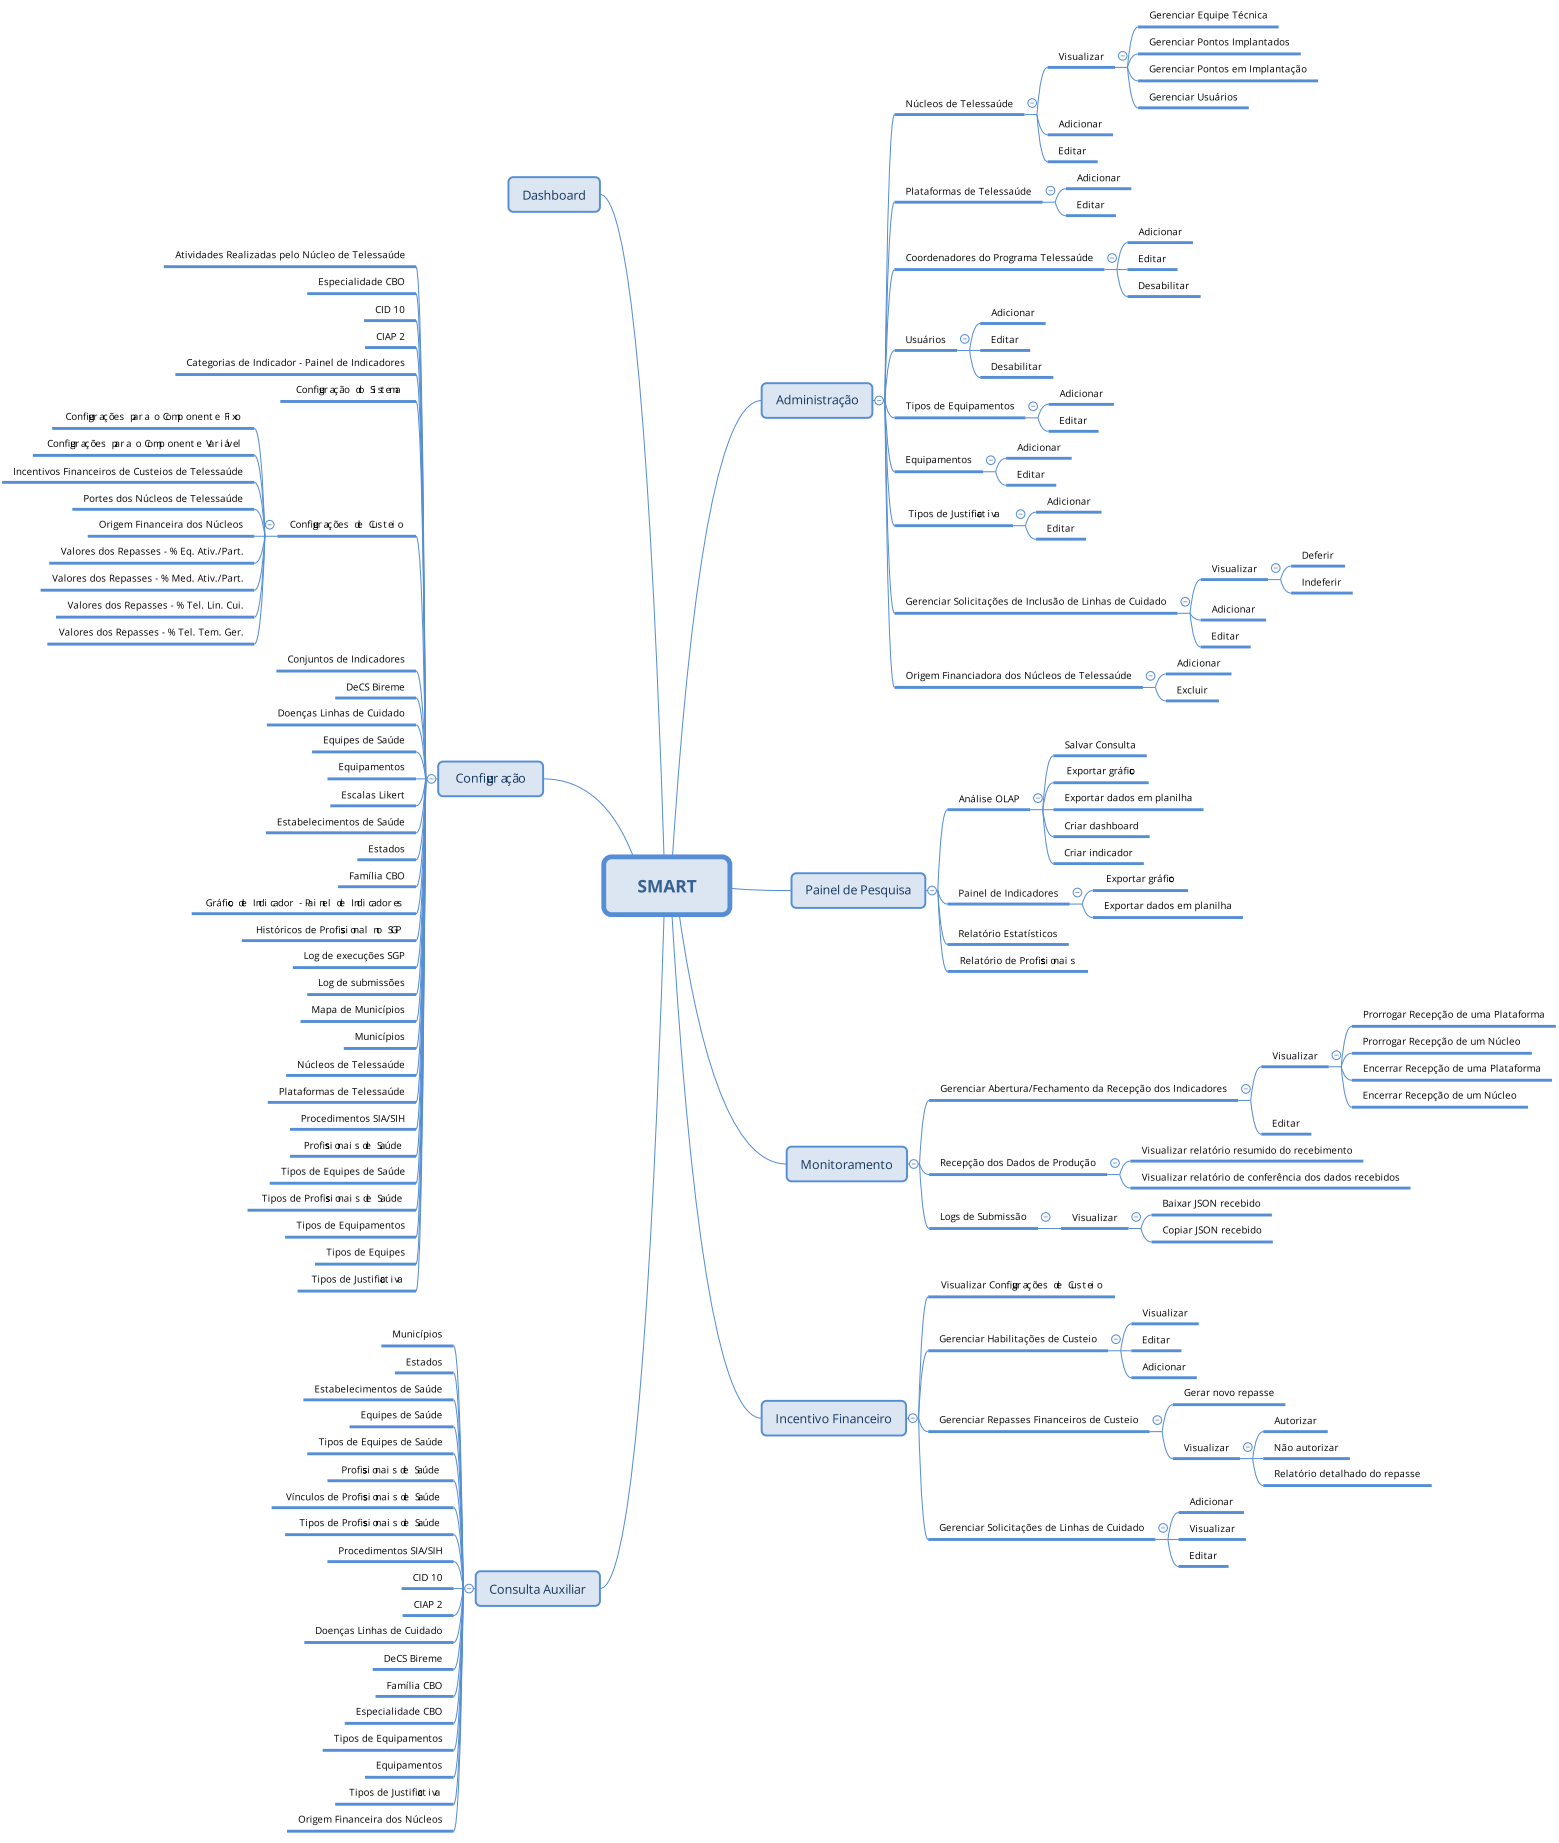 SMART
Dashboard
Configuração
Atividades Realizadas pelo Núcleo de Telessaúde
Especialidade CBO
CID 10
CIAP 2
Categorias de Indicador - Painel de Indicadores
Configuração do Sistema
Configurações de Custeio
Configurações para o Componente Fixo
Configurações para o Componente Variável
Incentivos Financeiros de Custeios de Telessaúde
Portes dos Núcleos de Telessaúde
Origem Financeira dos Núcleos
Valores dos Repasses - % Eq. Ativ./Part.
Valores dos Repasses - % Med. Ativ./Part.
Valores dos Repasses - % Tel. Lin. Cui.
Valores dos Repasses - % Tel. Tem. Ger.
Conjuntos de Indicadores
DeCS Bireme
Doenças Linhas de Cuidado
Equipes de Saúde
Equipamentos
Escalas Likert
Estabelecimentos de Saúde
Estados
Família CBO
Gráfico de Indicador - Painel de Indicadores
Históricos de Profissional no SGP
Log de execuções SGP
Log de submissões
Mapa de Municípios
Municípios
Núcleos de Telessaúde
Plataformas de Telessaúde
Procedimentos SIA/SIH
Profissionais de Saúde
Tipos de Equipes de Saúde
Tipos de Profissionais de Saúde
Tipos de Equipamentos
Tipos de Equipes
Tipos de Justificativa
Consulta Auxiliar
Municípios
Estados
Estabelecimentos de Saúde
Equipes de Saúde
Tipos de Equipes de Saúde
Profissionais de Saúde
Vínculos de Profissionais de Saúde
Tipos de Profissionais de Saúde
Procedimentos SIA/SIH
CID 10
CIAP 2
Doenças Linhas de Cuidado
DeCS Bireme
Família CBO
Especialidade CBO
Tipos de Equipamentos
Equipamentos
Tipos de Justificativa
Origem Financeira dos Núcleos
Administração
Núcleos de Telessaúde
Visualizar
Gerenciar Equipe Técnica
Gerenciar Pontos Implantados
Gerenciar Pontos em Implantação
Gerenciar Usuários
Adicionar
Editar
Plataformas de Telessaúde
Adicionar
Editar
Coordenadores do Programa Telessaúde
Adicionar
Editar
Desabilitar
Usuários
Adicionar
Editar
Desabilitar
Tipos de Equipamentos
Adicionar
Editar
Equipamentos
Adicionar
Editar
Tipos de Justificativa
Adicionar
Editar
Gerenciar Solicitações de Inclusão de Linhas de Cuidado
Visualizar
Deferir
Indeferir
Adicionar
Editar
Origem Financiadora dos Núcleos de Telessaúde
Adicionar
Excluir
Painel de Pesquisa
Análise OLAP
Salvar Consulta
Exportar gráfico
Exportar dados em planilha
Criar dashboard
Criar indicador
Painel de Indicadores
Exportar gráfico
Exportar dados em planilha
Relatório Estatísticos
Relatório de Profissionais
Monitoramento
Gerenciar Abertura/Fechamento da Recepção dos Indicadores
Visualizar
Prorrogar Recepção de uma Plataforma
Prorrogar Recepção de um Núcleo
Encerrar Recepção de uma Plataforma
Encerrar Recepção de um Núcleo
Editar
Recepção dos Dados de Produção
Visualizar relatório resumido do recebimento
Visualizar relatório de conferência dos dados recebidos
Logs de Submissão
Visualizar
Baixar JSON recebido
Copiar JSON recebido
Incentivo Financeiro
Visualizar Configurações de Custeio
Gerenciar Habilitações de Custeio
Visualizar
Editar
Adicionar
Gerenciar Repasses Financeiros de Custeio
Gerar novo repasse
Visualizar
Autorizar
Não autorizar
Relatório detalhado do repasse
Gerenciar Solicitações de Linhas de Cuidado
Adicionar
Visualizar
Editar